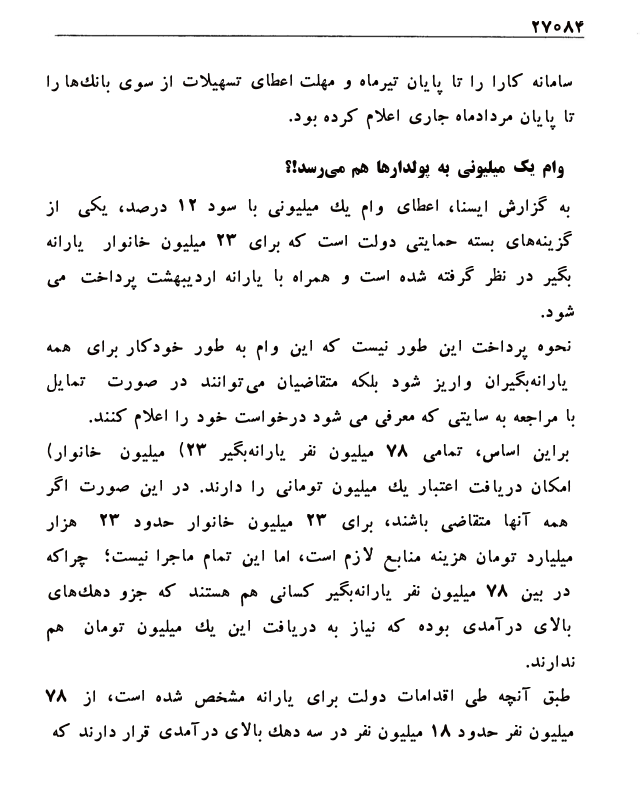 ۲۷۰۸۴
سامانه کارا را تا پایان تیرماه و مهلت اعطای تسهیلات از سوی بانک‌ها را
تا پایان مردادماه جاری اعلام کرده بود.
وام یک میلیونی به پولدارها هم می‌رسد!؟
به گزارش ایسنا، اعطای وام یک میلیونی با سود ۱۲ درصد، یکی از
گزینه‌های بسته حمایتی دولت است که برای ۲۳ میلیون خانوار یارانه
بگیر در نظر گرفته شده است و همراه با یارانه اردیبهشت پرداخت می
شود.
نحوه پرداخت این طور نیست که این وام به طور خودکار برای همه
یارانه‌بگیران واریز شود بلکه متقاضیان می‌توانند در صورت تمایل
با مراجعه به سایتی که معرفی می شود درخواست خود را اعلام کنند.
براین اساس، تمامی ۷۸ میلیون نفر یارانه‌بگیر ۲۳) میلیون خانوار)
امکان دریافت اعتبار یک میلیون تومانی را دارند. در این صورت اگر
همه آنها متقاضی باشند، برای ۲۳ میلیون خانوار حدود ۲۳ هزار
میلیارد تومان هزینه منابع لازم است، اما این تمام ماجرا نیست؛ چراکه
در بین ۷۸ میلیون نفر یارانه‌بگیر کسانی هم هستند که جزو دهک‌های
بالای درآمدی بوده که نیاز به دریافت این یک میلیون تومان هم
ندارند.
طبق آنچه طی اقدامات دولت برای یارانه مشخص شده است، از ۷۸
میلیون نفر حدود ۱۸ میلیون نفر در سه دهک بالای درآمدی قرار دارند که